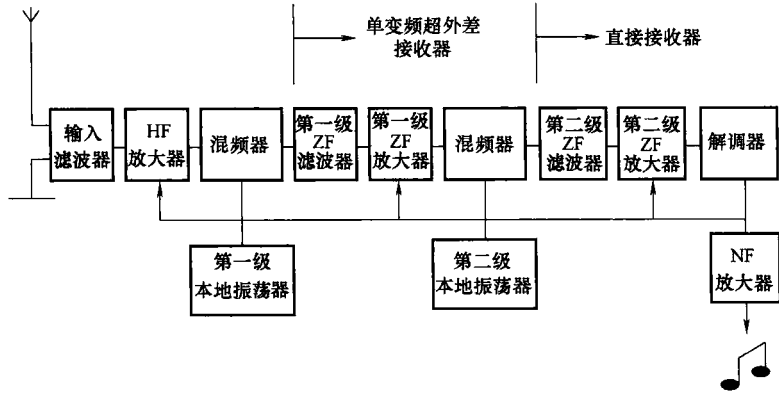 单变频超外差
接收器
直接接收器
输入
滤波器
HF
放大器
混频器
第一级
ZF
滤波器
第一级
ZF
放大器
混频器
第二级
ZF
滤波器
第二级
ZF
放大器
解调器
第一级
本地振荡器
第二级
本地振荡器
NF
放大器